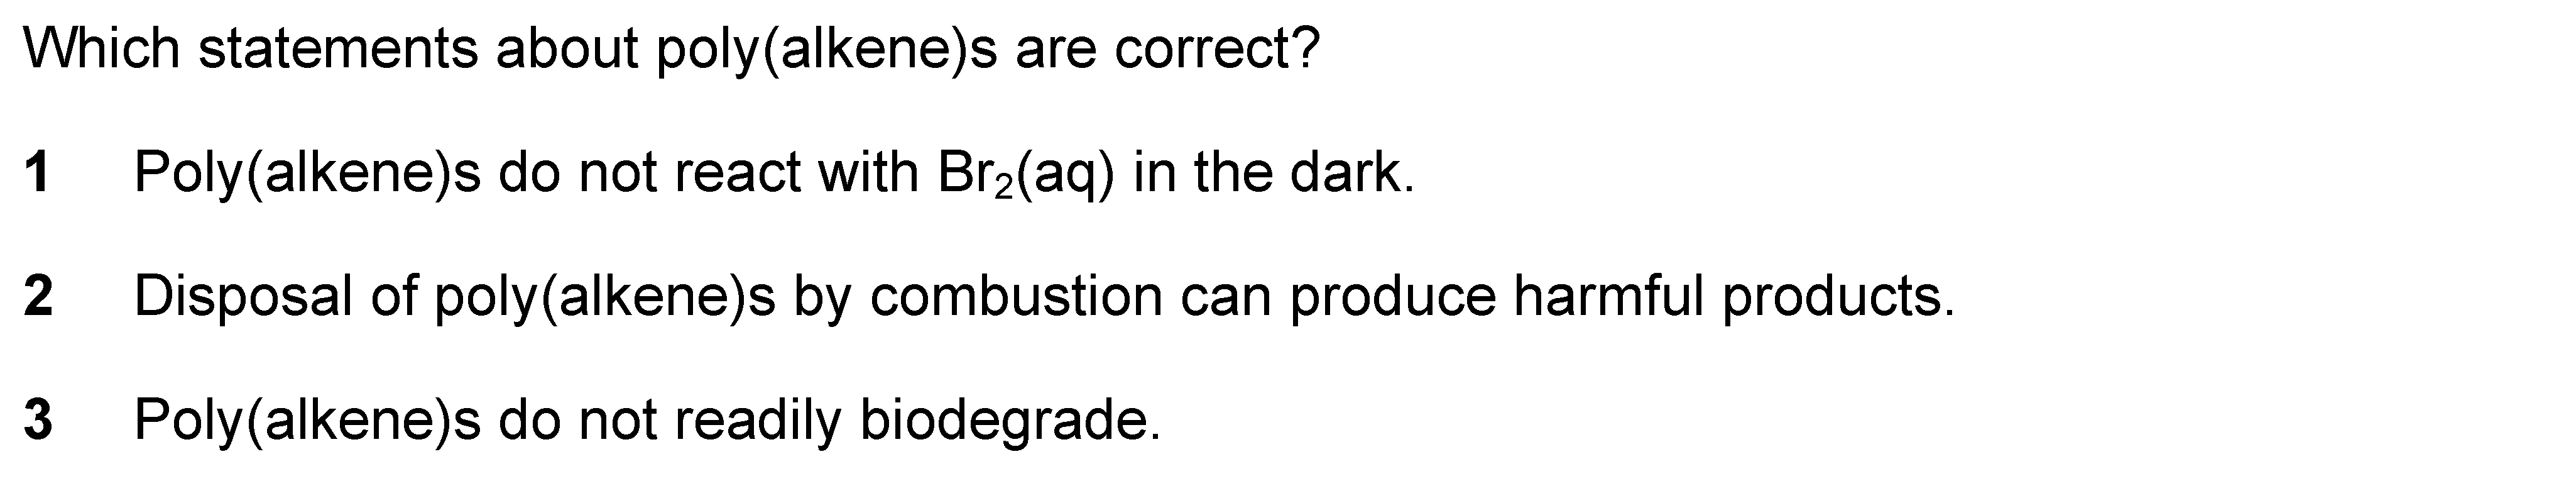 Which statements about poly(alkene)s are correct?
1 Poly(alkene)s do not react with Br₂(aq) in the dark.
2 Disposal of poly(alkene)s by combustion can produce harmful products.
3 Poly(alkene)s do not readily biodegrade.